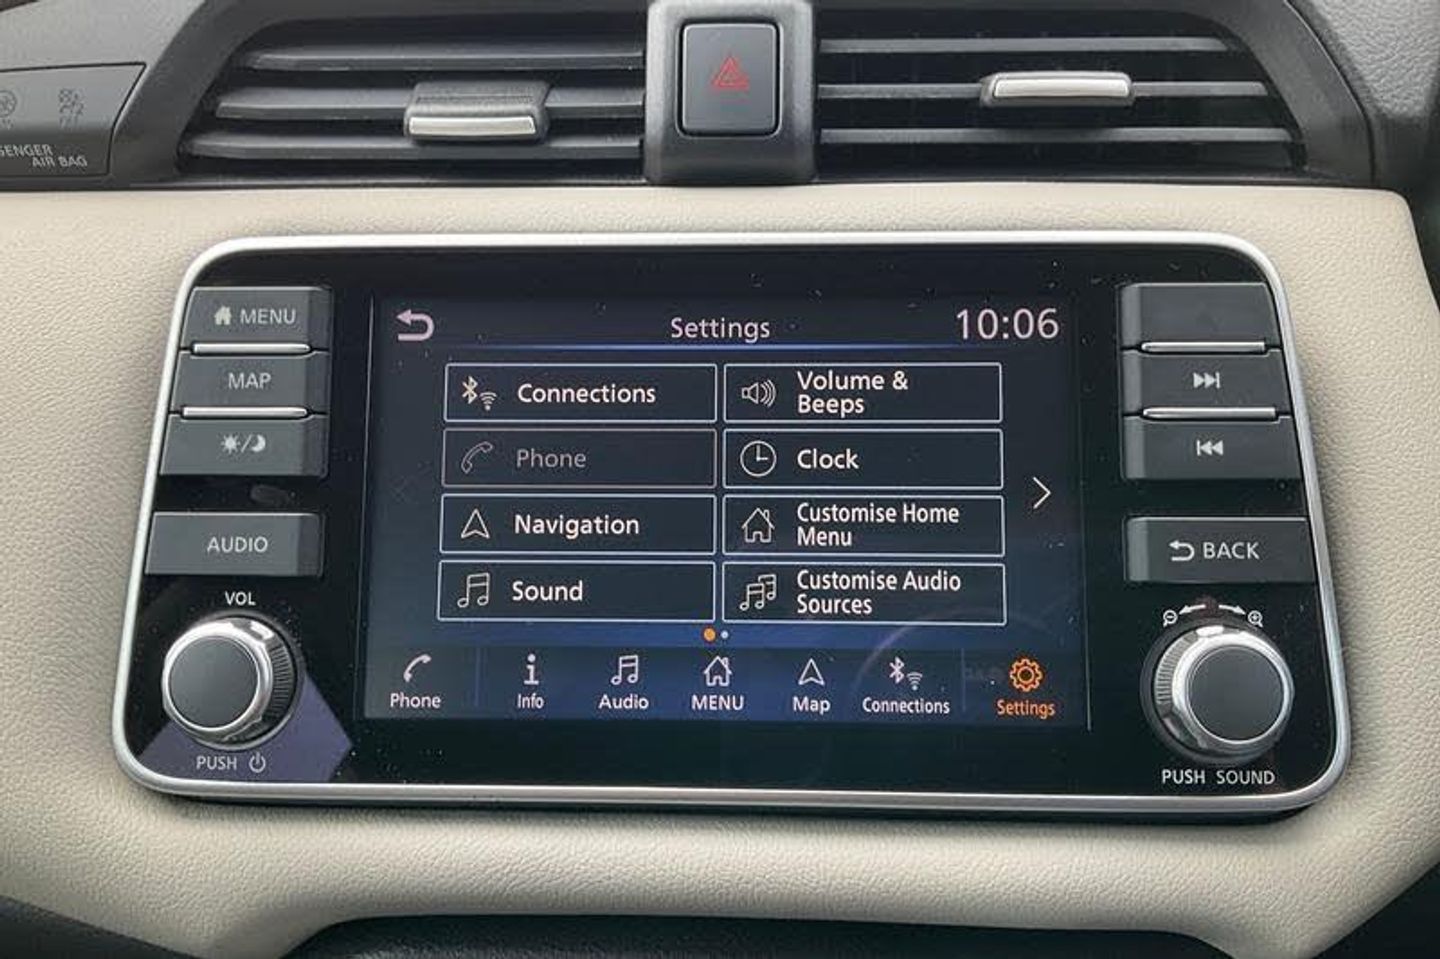 SENGER
AIR BAG
MENU
MAP
AUDIO
VOL
PUSH
Settings
10:06
Connections
Volume &
Beeps
Phone
Clock
Navigation
Customise Home
Menu
Sound
Customise Audio
Sources
Phone
Info
Audio
MENU
Map
Connections
Settings
BACK
PUSH SOUND